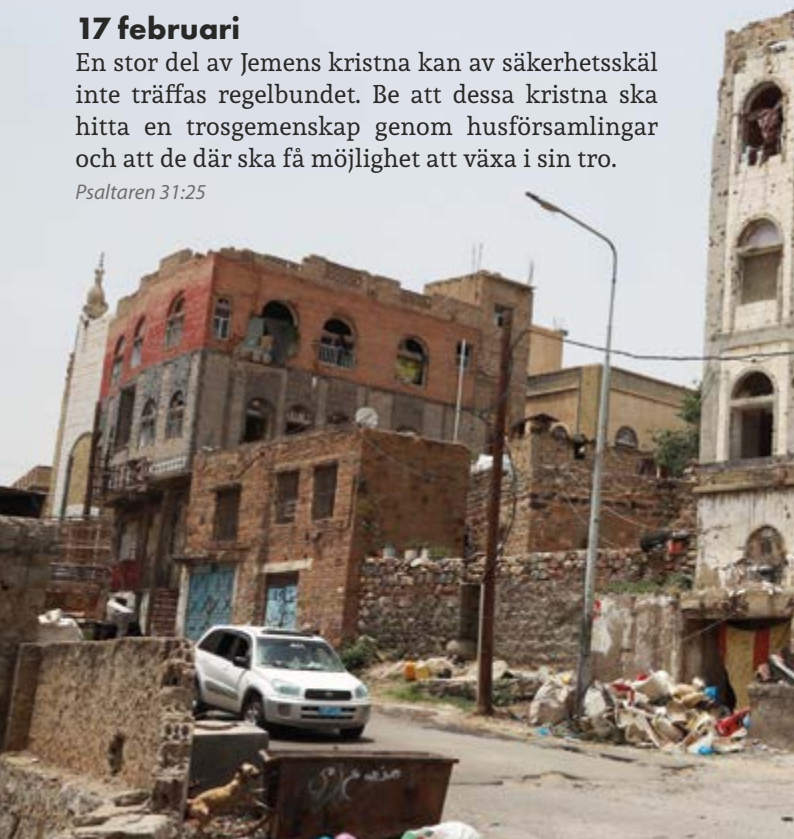 17 februari
En stor del av Jemens kristna kan av säkerhetsskäl
inte träffas regelbundet. Be att dessa kristna ska
hitta en trosgemenskap genom husförsamlingar
och att de där ska få möjlighet att växa i sin tro.
Psaltaren 31:25